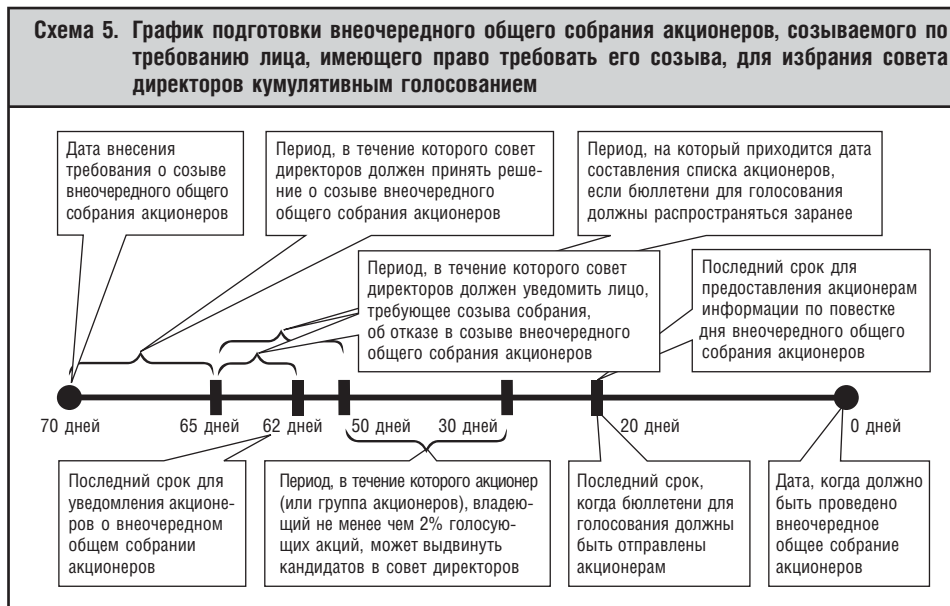 Схема 5. График подготовки внеочередного общего собрания акционеров, созываемого по
требованию лица, имеющего право требовать его созыва, для избрания совета
директоров кумулятивным голосованием
Дата внесения
требования о созыве
внеочередного общего
собрания акционеров
Период, в течение которого совет
директоров должен принять реше-
ние о созыве внеочередного
общего собрания акционеров
Период, на который приходится дата
составления списка акционеров,
если бюллетени для голосования
должны распространяться заранее
Период, в течение которого совет
директоров должен уведомить лицо,
требующее созыва собрания,
об отказе в созыве внеочередного
общего собрания акционеров
Последний срок для
предоставления акционерам
информации по повестке
дня внеочередного общего
собрания акционеров
70 дней
65 дней
62 дней
50 дней
30 дней
20 дней
0 дней
Последний срок для
уведомления акционе-
ров о внеочередном
общем собрании
акционеров
Период, в течение которого акционер
(или группа акционеров), владею-
щий не менее чем 2% голосую-
щих акций, может выдвинуть
кандидатов в совет директоров
Последний срок,
когда бюллетени для
голосования должны
быть отправлены
акционерам
Дата, когда должно
быть проведено
внеочередное
общее собрание
акционеров